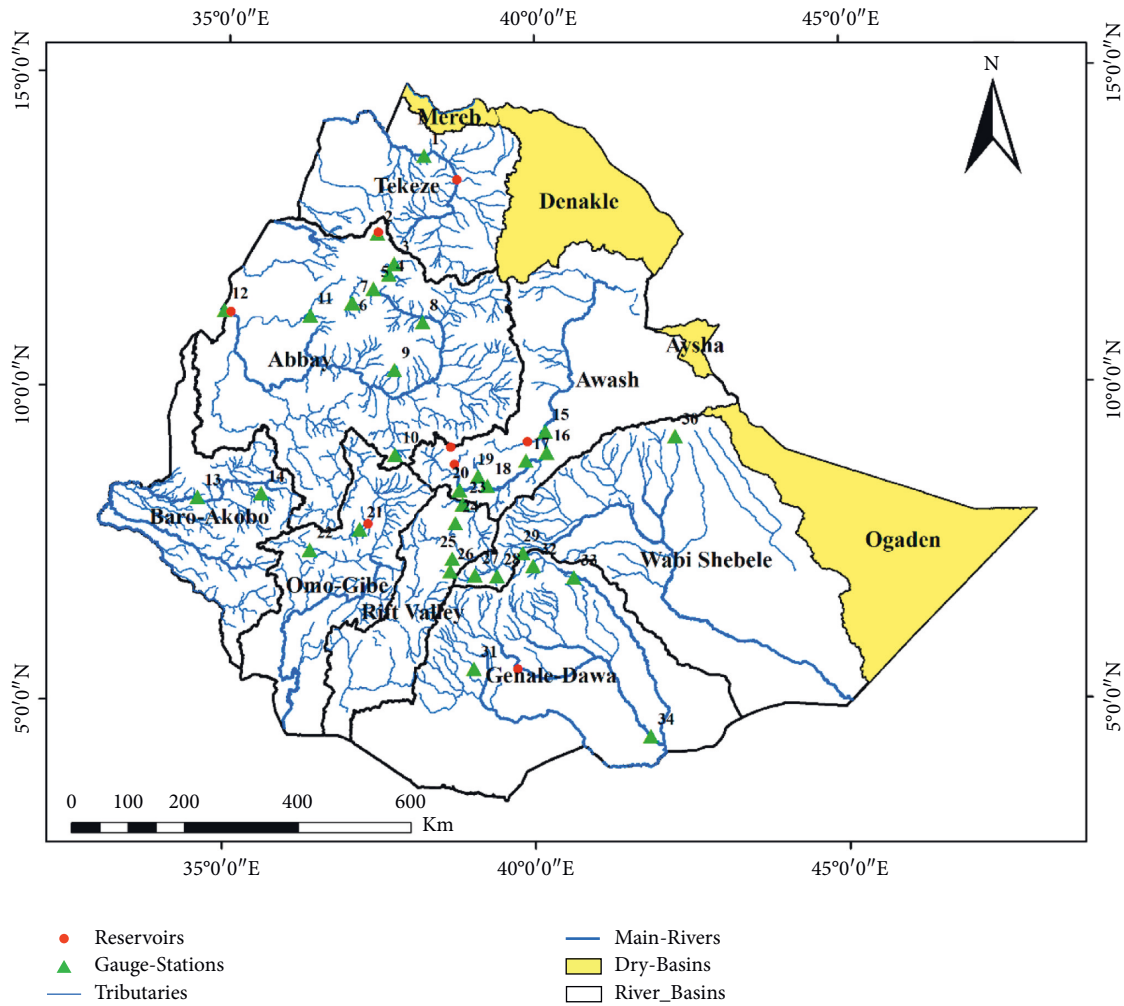 35°0′0″E 40°0′0″E 45°0′0″E
15°0′0″N 15°0′0″N
N
Mereb
1
Tekeze
Denakle
2
3
4
5
7
6
8
12
11
Abbay
9
Aysha
Awash
10°0′0″N 10°0′0″N
15
16
17
30
10
19
18
20
23
24
13
14
Baro-Akobo
21
22
25
26
27
28
29
32
33
Omo-Gibe
Rift Valley
Wabi Shebele
Ogaden
31
Genale-Dawa
34
5°0′0″N 5°0′0″N
0 100 200 400 600
Km
35°0′0″E 40°0′0″E 45°0′0″E
Reservoirs
Gauge-Stations
Tributaries
Main-Rivers
Dry-Basins
River_Basins